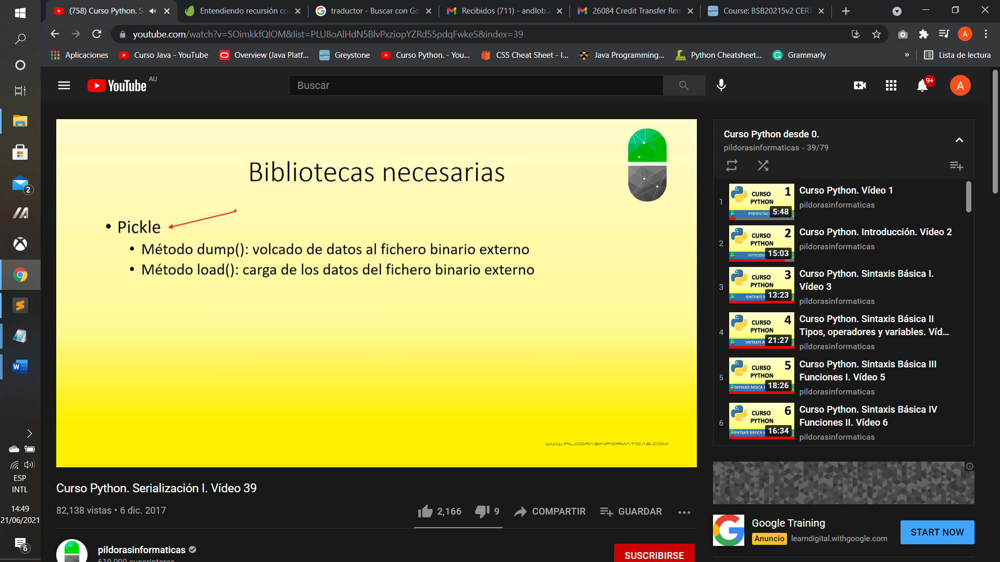 (758) Curso Python. S
Entendiendo recursión co
traductor - Buscar con Go
Recibidos (711) - andlob.2
26084 Credit Transfer Rem
Course: BSB20215v2 CERT
youtube.com/watch?v=SOimkkfQIOM&list=PLU8oAlHdN5BlvPxziopYZRd55pdqFwkeS&index=39
A
Aplicaciones
Curso Java - YouTube
Overview (Java Platf...
Greystone
Curso Python. - You...
CSS Cheat Sheet - I...
Java Programming...
Python Cheatsheet...
Grammarly
»
Lista de lectura
YouTube
AU
Buscar
9+
A
Bibliotecas necesarias
• Pickle
• Método dump(): volcado de datos al fichero binario externo
• Método load(): carga de los datos del fichero binario externo
WWW.PILDORASINFORMATICAS.COM
Curso Python. Serialización I. Vídeo 39
82,138 vistas • 6 dic. 2017
2,166
9
COMPARTIR
GUARDAR
pildorasinformaticas
619,000 suscriptores
SUSCRIBIRSE
Curso Python desde 0.
pildorasinformaticas - 39/79
1
CURSO PYTHON
1
5:48
Curso Python. Vídeo 1
pildorasinformaticas
2
CURSO PYTHON
2
15:03
Curso Python. Introducción. Vídeo 2
pildorasinformaticas
3
CURSO PYTHON
3
13:23
Curso Python. Sintaxis Básica I.
Vídeo 3
pildorasinformaticas
4
CURSO PYTHON
4
21:27
Curso Python. Sintaxis Básica II
Tipos, operadores y variables. Víd...
pildorasinformaticas
5
CURSO PYTHON
5
SINTAXIS BÁSICA
18:26
Curso Python. Sintaxis Básica III
Funciones I. Vídeo 5
pildorasinformaticas
6
CURSO PYTHON
6
SINTAXIS BÁSICA
16:34
Curso Python. Sintaxis Básica IV
Funciones II. Vídeo 6
pildorasinformaticas
Google Training
Anuncio
learndigital.withgoogle.com
START NOW
2
W
ESP
INTL
14:49
21/06/2021
6